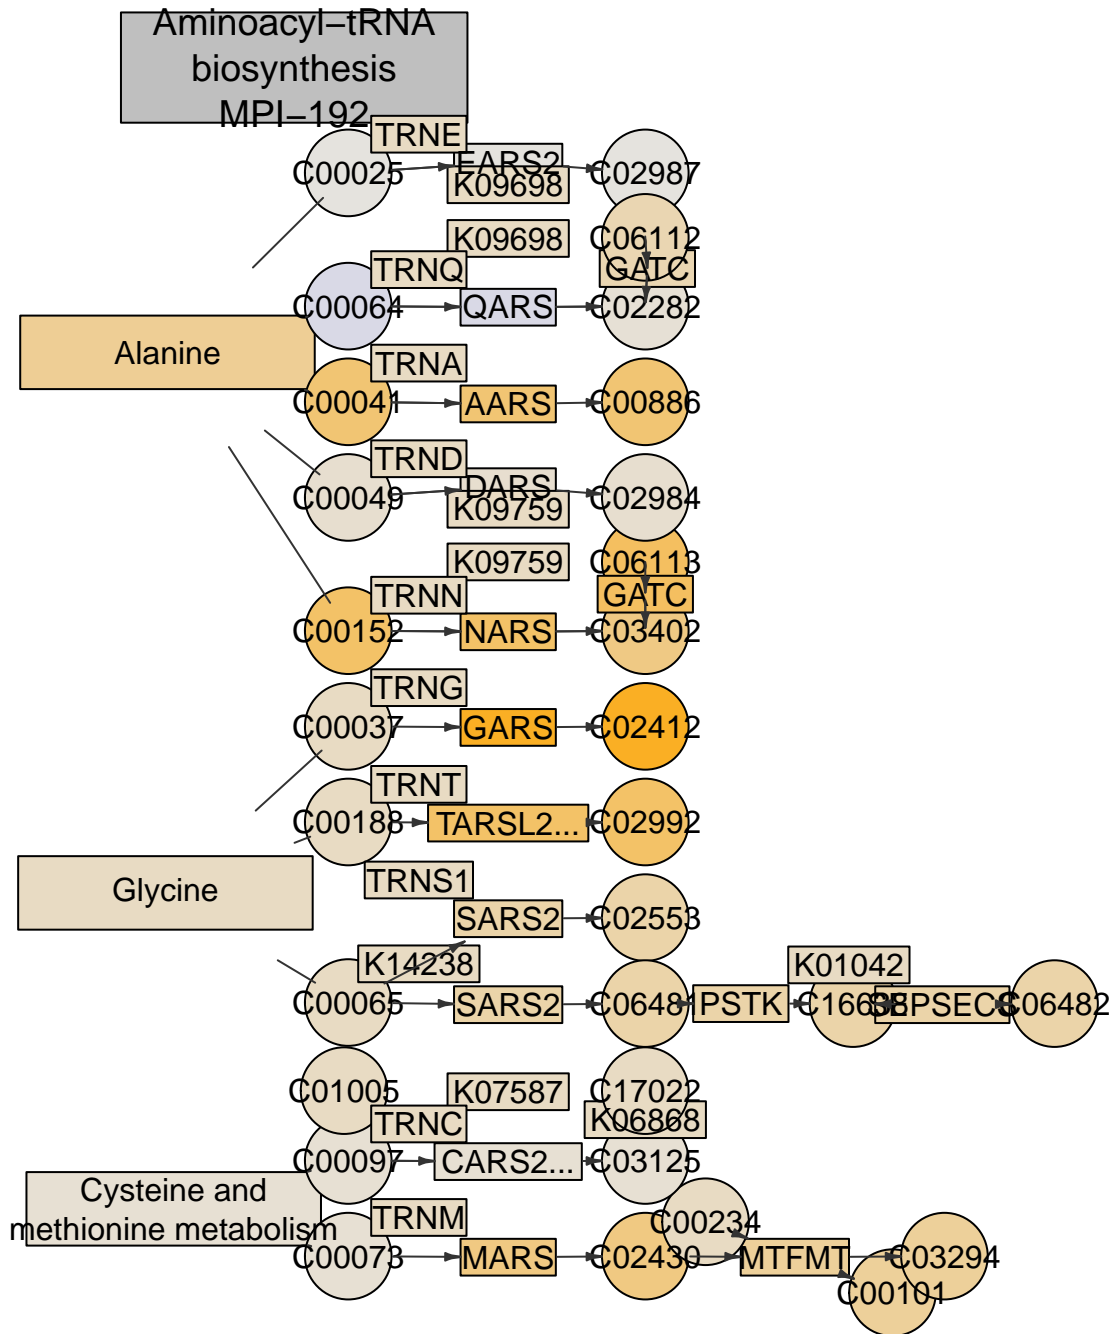 Aminoacyl−tRNA
biosynthesis
MPI−192
TRNE
C00025
EARS2
C02987
K09698
K09698
C06112
TRNQ
GATC
C00064
QARS
C02282
Alanine
TRNA
C00041
AARS
C00886
TRND
C00049
DARS
C02984
K09759
K09759
C06113
TRNN
GATC
C00152
NARS
C03402
TRNG
C00037
GARS
C02412
TRNT
C00188
TARSL2...
C02992
TRNS1
Glycine
SARS2
C02553
K14238
K01042
C00065
SARS2
C06481
PSTK
SEPSECS
C06482
C01005
K07587
C17022
TRNC
K06868
C00097
CARS2...
C03125
Cysteine and
methionine metabolism
TRNM
C00234
C00073
MARS
C02430
MTFMT
C03294
C00101